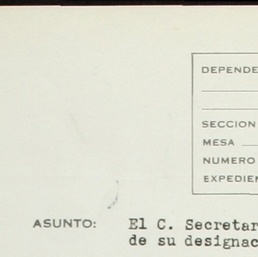 DEPENDE
SECCION
MESA
NUMERO
EXPEDIEN
ASUNTO: El C. Secretar
de su designac